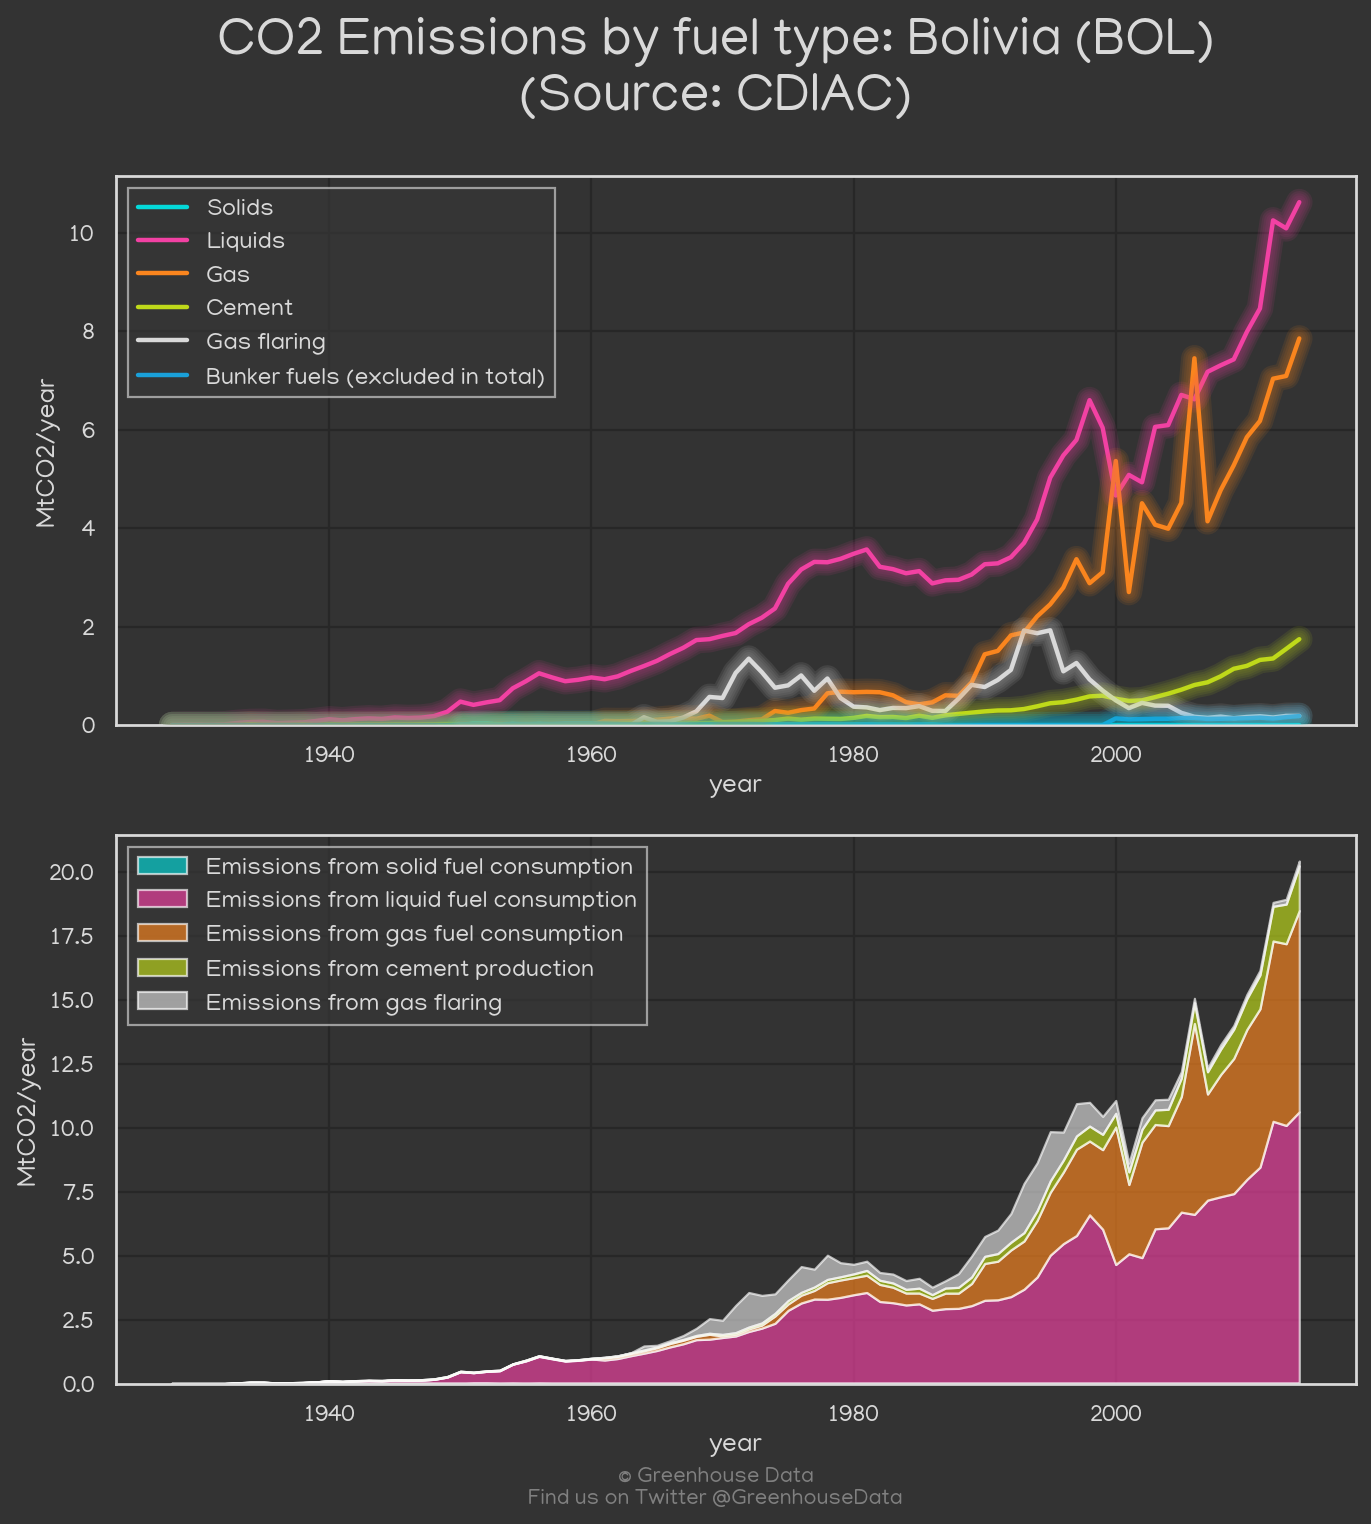 CO2 Emissions by fuel type: Bolivia (BOL)
(Source: CDIAC)
Solids
Liquids
Gas
Cement
Gas flaring
Bunker fuels (excluded in total)
MtCO2/year
10
8
6
4
2
0
1940 1960 1980 2000
year
Emissions from solid fuel consumption
Emissions from liquid fuel consumption
Emissions from gas fuel consumption
Emissions from cement production
Emissions from gas flaring
MtCO2/year
20.0
17.5
15.0
12.5
10.0
7.5
5.0
2.5
0.0
1940 1960 1980 2000
year
© Greenhouse Data
Find us on Twitter @GreenhouseData